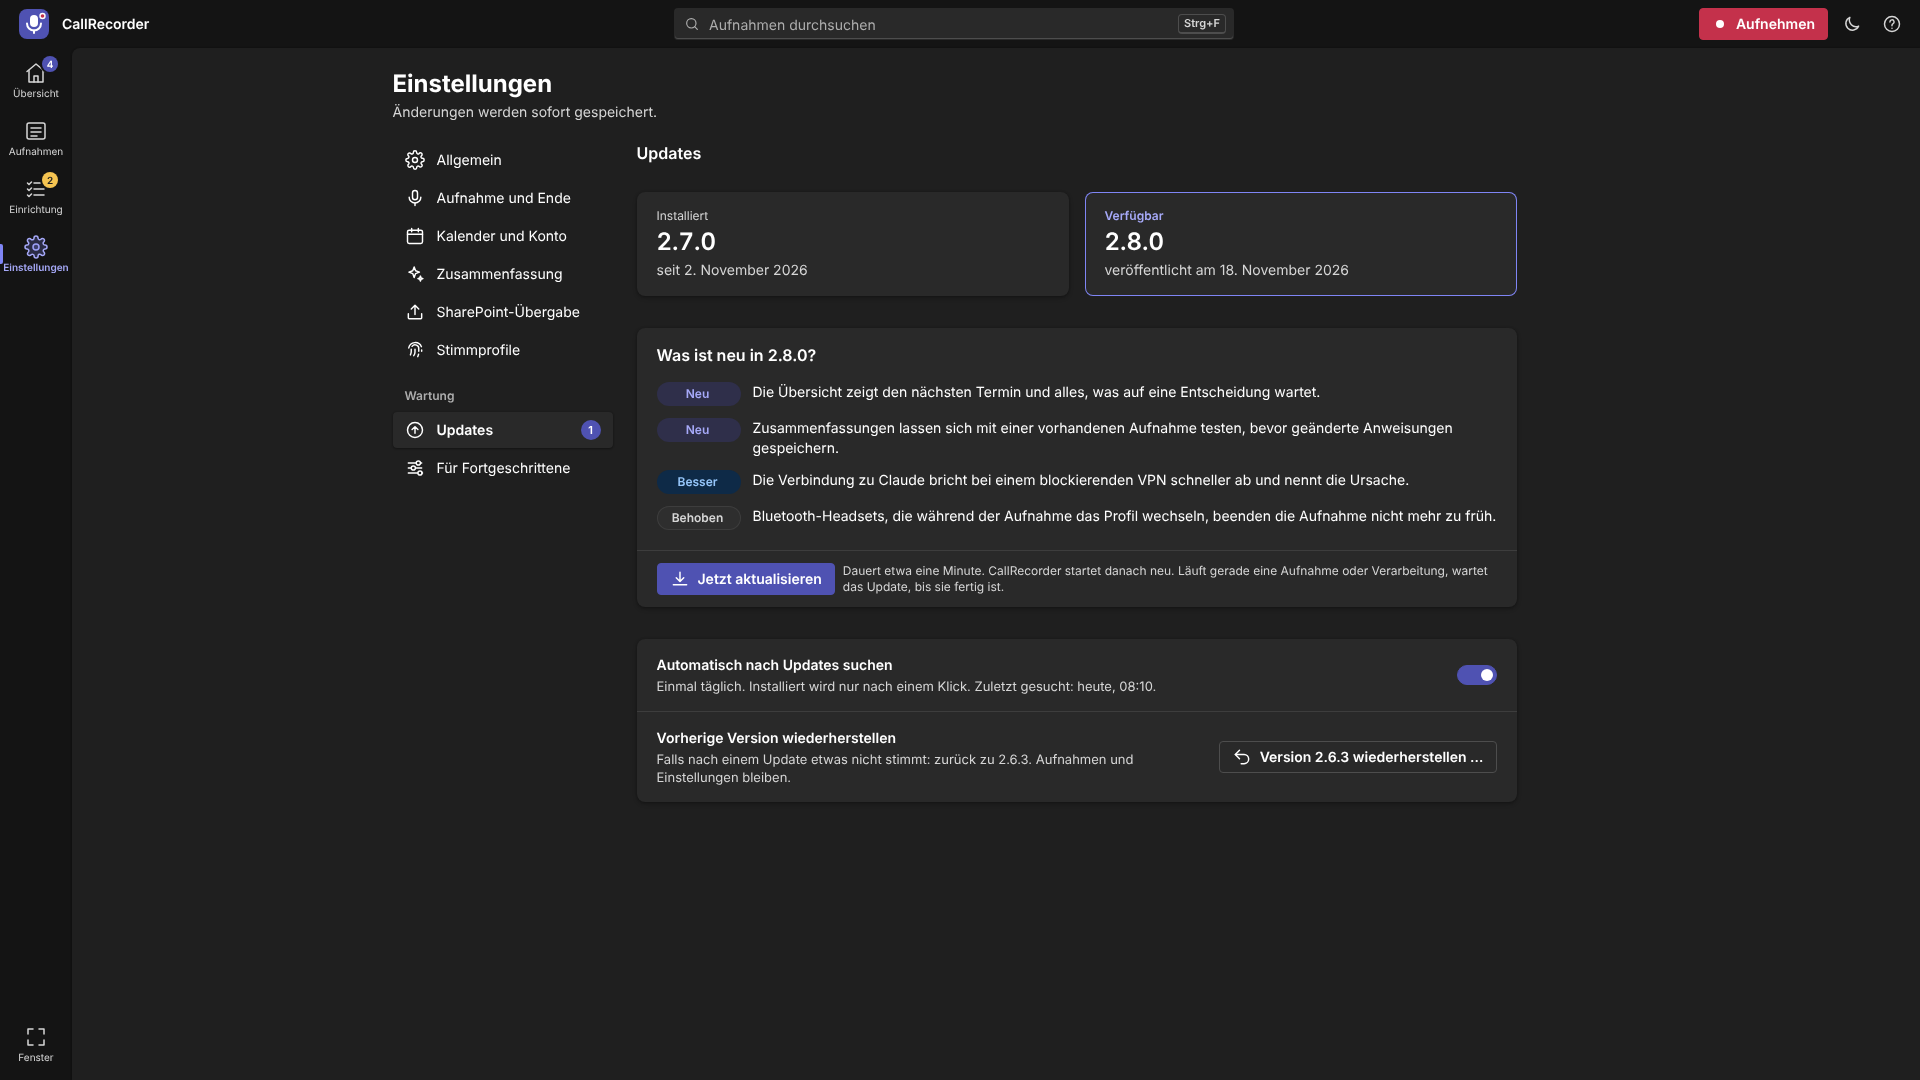 CallRecorder
Aufnahmen durchsuchen
Strg+F
Aufnehmen
4
Übersicht
Aufnahmen
2
Einrichtung
Einstellungen
Fenster
Einstellungen
Änderungen werden sofort gespeichert.
Allgemein
Aufnahme und Ende
Kalender und Konto
Zusammenfassung
SharePoint-Übergabe
Stimmprofile
Wartung
Updates
1
Für Fortgeschrittene
Updates
Installiert
2.7.0
seit 2. November 2026
Verfügbar
2.8.0
veröffentlicht am 18. November 2026
Was ist neu in 2.8.0?
Neu
Die Übersicht zeigt den nächsten Termin und alles, was auf eine Entscheidung wartet.
Neu
Zusammenfassungen lassen sich mit einer vorhandenen Aufnahme testen, bevor geänderte Anweisungen
gespeichern.
Besser
Die Verbindung zu Claude bricht bei einem blockierenden VPN schneller ab und nennt die Ursache.
Behoben
Bluetooth-Headsets, die während der Aufnahme das Profil wechseln, beenden die Aufnahme nicht mehr zu früh.
Jetzt aktualisieren
Dauert etwa eine Minute. CallRecorder startet danach neu. Läuft gerade eine Aufnahme oder Verarbeitung, wartet
das Update, bis sie fertig ist.
Automatisch nach Updates suchen
Einmal täglich. Installiert wird nur nach einem Klick. Zuletzt gesucht: heute, 08:10.
Vorherige Version wiederherstellen
Falls nach einem Update etwas nicht stimmt: zurück zu 2.6.3. Aufnahmen und
Einstellungen bleiben.
Version 2.6.3 wiederherstellen ...